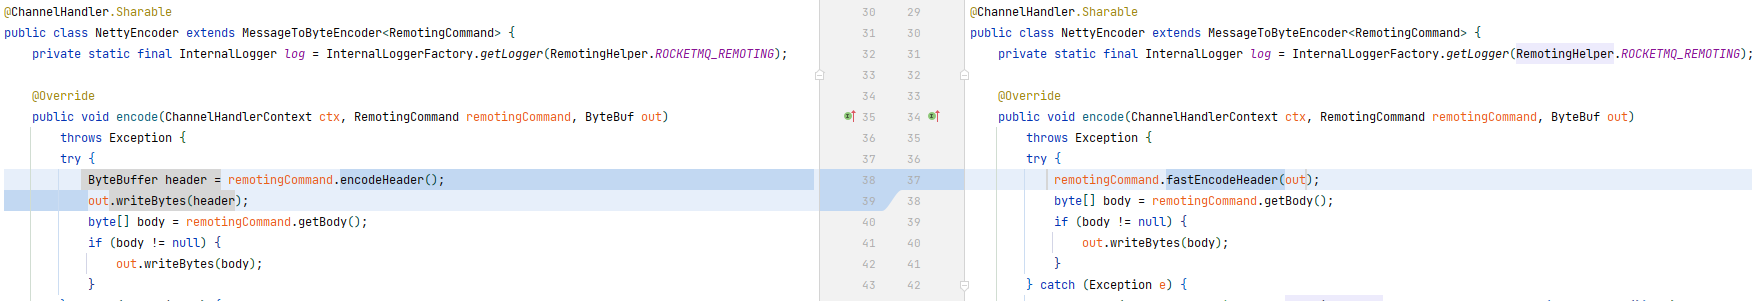 @ChannelHandler.Sharable
public class NettyEncoder extends MessageToByteEncoder<RemotingCommand> {
private static final InternalLogger log = InternalLoggerFactory.getLogger(RemotingHelper.ROCKETMQ_REMOTING);
@Override
public void encode(ChannelHandlerContext ctx, RemotingCommand remotingCommand, ByteBuf out)
throws Exception {
try {
ByteBuffer header = remotingCommand.encodeHeader();
out.writeBytes(header);
byte[] body = remotingCommand.getBody();
if (body != null) {
out.writeBytes(body);
}
30 29
31 30
32 31
33 32
34 33
35 34
36 35
37 36
38 37
39 38
40 39
41 40
42 41
43 42
@ChannelHandler.Sharable
public class NettyEncoder extends MessageToByteEncoder<RemotingCommand> {
private static final InternalLogger log = InternalLoggerFactory.getLogger(RemotingHelper.ROCKETMQ_REMOTING);
@Override
public void encode(ChannelHandlerContext ctx, RemotingCommand remotingCommand, ByteBuf out)
throws Exception {
try {
remotingCommand.fastEncodeHeader(out);
byte[] body = remotingCommand.getBody();
if (body != null) {
out.writeBytes(body);
}
} catch (Exception e) {